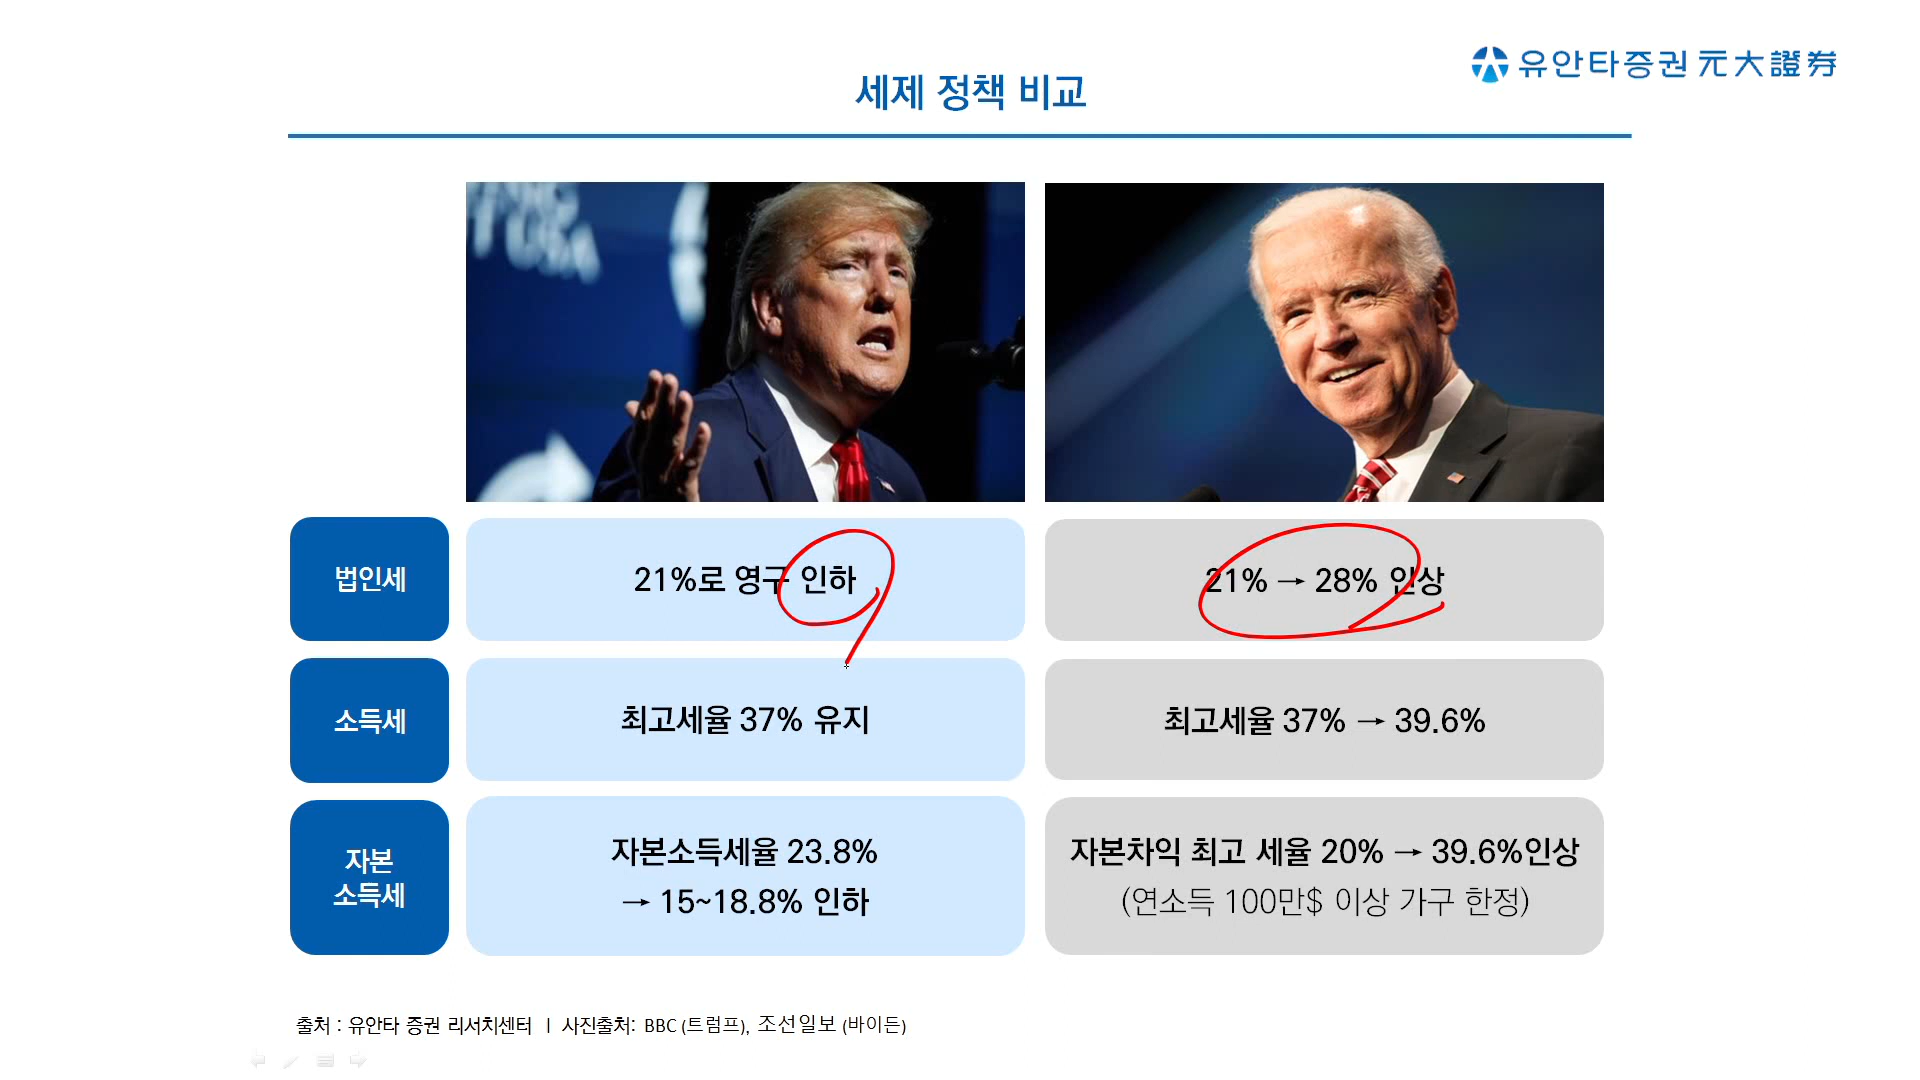 유안타증권 元大證券
세제 정책 비교
USA
법인세
21%로 영구 인하
21% → 28% 인상
소득세
최고세율 37% 유지
최고세율 37% → 39.6%
자본
소득세
자본소득세율 23.8%
→ 15~18.8% 인하
자본차익 최고 세율 20% → 39.6%인상
(연소득 100만$ 이상 가구 한정)
출처 : 유안타 증권 리서치센터 ㅣ 사진출처: BBC (트럼프), 조선일보 (바이든)